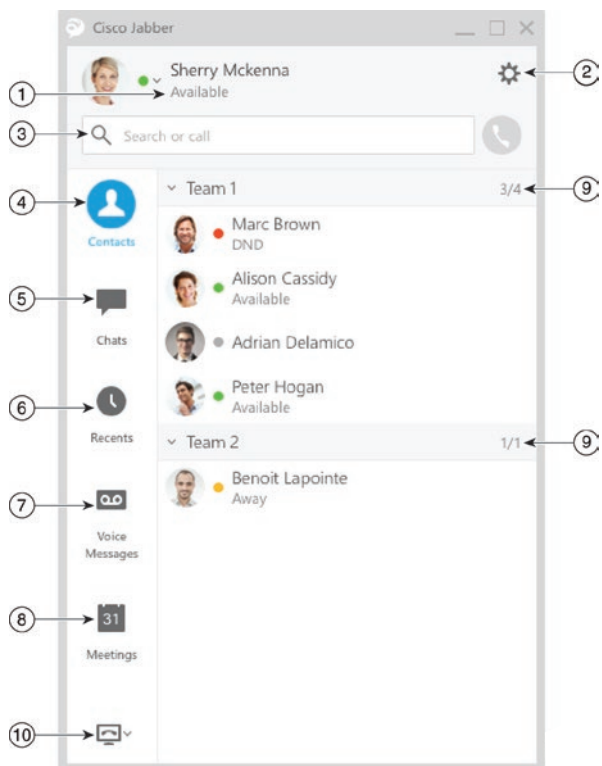 Cisco Jabber
Sherry Mckenna
① Available
②
③ Search or call
④ Contacts
Team 1 3/4 ⑨
Marc Brown
DND
Alison Cassidy
Available
⑤ Chats
Adrian Delamico
Peter Hogan
Available
⑥ Recents
Team 2 1/1 ⑨
Benoit Lapointe
Away
⑦ Voice
Messages
⑧ 31
Meetings
⑩